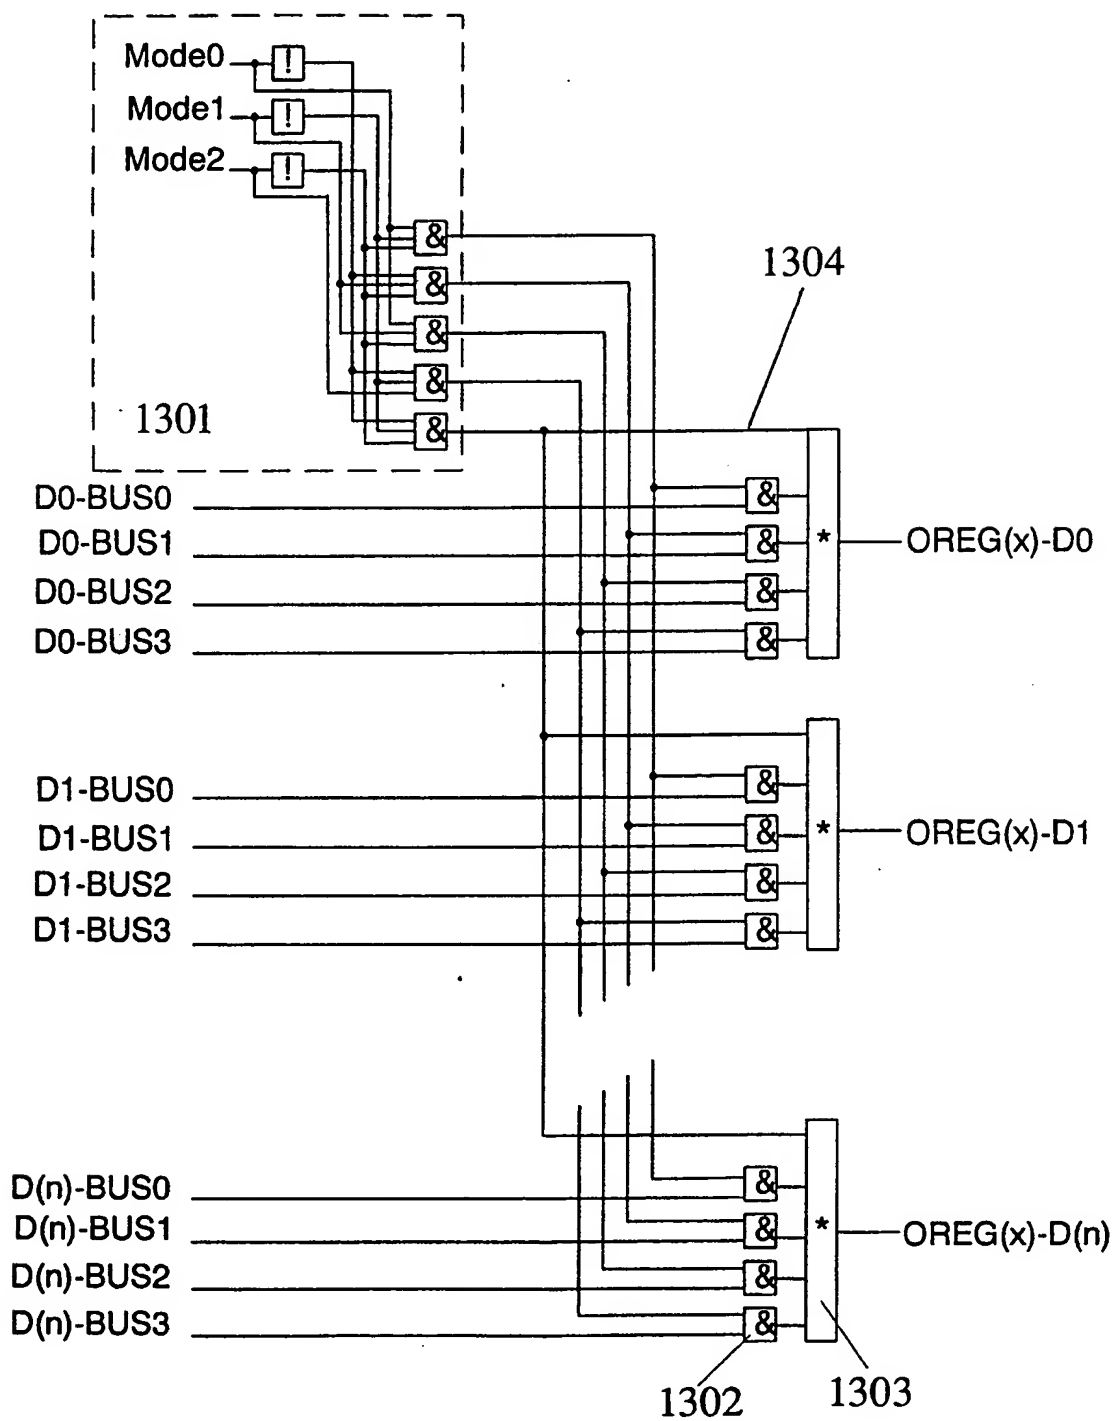 Mode0
!
Mode1
!
Mode2
!
&
&
1304
&
&
1301
&
D0-BUS0
&
D0-BUS1
&
*
OREG(x)-D0
D0-BUS2
&
D0-BUS3
&
D1-BUS0
&
D1-BUS1
&
*
OREG(x)-D1
D1-BUS2
&
D1-BUS3
&
D(n)-BUS0
&
D(n)-BUS1
&
*
OREG(x)-D(n)
D(n)-BUS2
&
D(n)-BUS3
&
1302
1303